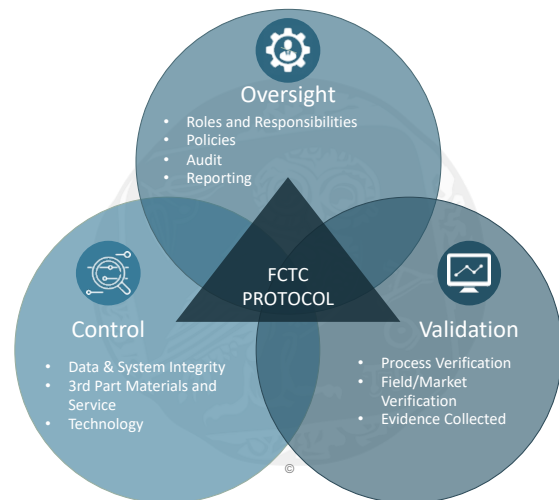 Oversight
• Roles and Responsibilities
• Policies
• Audit
• Reporting
FCTC
PROTOCOL
Control
• Data & System Integrity
• 3rd Part Materials and
Service
• Technology
Validation
• Process Verification
• Field/Market
Verification
• Evidence Collected
©